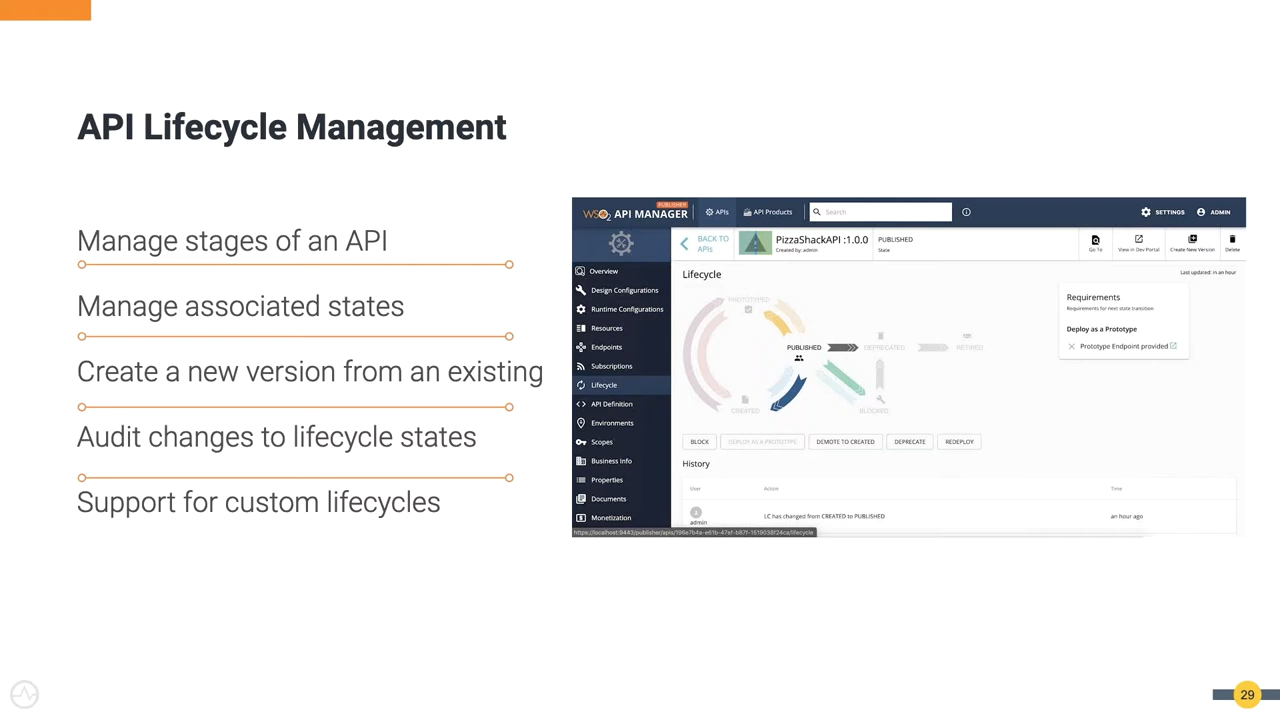 API Lifecycle Management
Manage stages of an API
Manage associated states
Create a new version from an existing
Audit changes to lifecycle states
Support for custom lifecycles
PUBLISHER
WSO2 API MANAGER
APIs
API Products
Search
SETTINGS
ADMIN
BACK TO APIs
PizzaShackAPI :1.0.0
Created by: admin
PUBLISHED
State
Go To
View in Dev Portal
Create New Version
Delete
Overview
Design Configurations
Runtime Configurations
Resources
Endpoints
Subscriptions
Lifecycle
API Definition
Environments
Scopes
Business Info
Properties
Documents
Monetization
Lifecycle
Last updated: in an hour
PROTOTYPED
PUBLISHED
DEPRECATED
RETIRED
CREATED
BLOCKED
Requirements
Requirements for next state transition
Deploy as a Prototype
Prototype Endpoint provided
BLOCK
DEPLOY AS A PROTOTYPE
DEMOTE TO CREATED
DEPRECATE
REDEPLOY
History
User
Action
Time
admin
LC has changed from CREATED to PUBLISHED
an hour ago
29